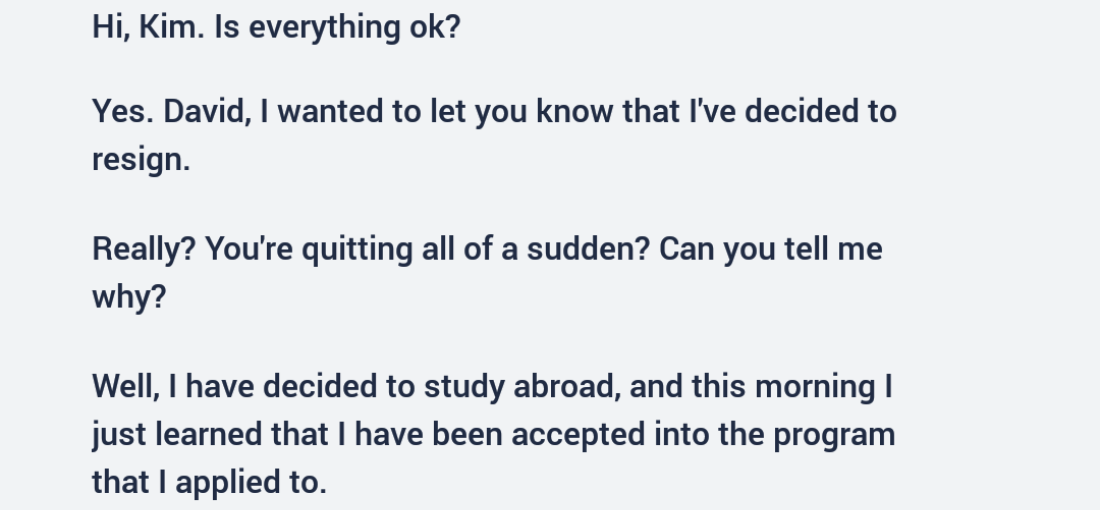 Hi, Kim. Is everything ok?
Yes. David, I wanted to let you know that I've decided to
resign.
Really? You're quitting all of a sudden? Can you tell me
why?
Well, I have decided to study abroad, and this morning I
just learned that I have been accepted into the program
that I applied to.